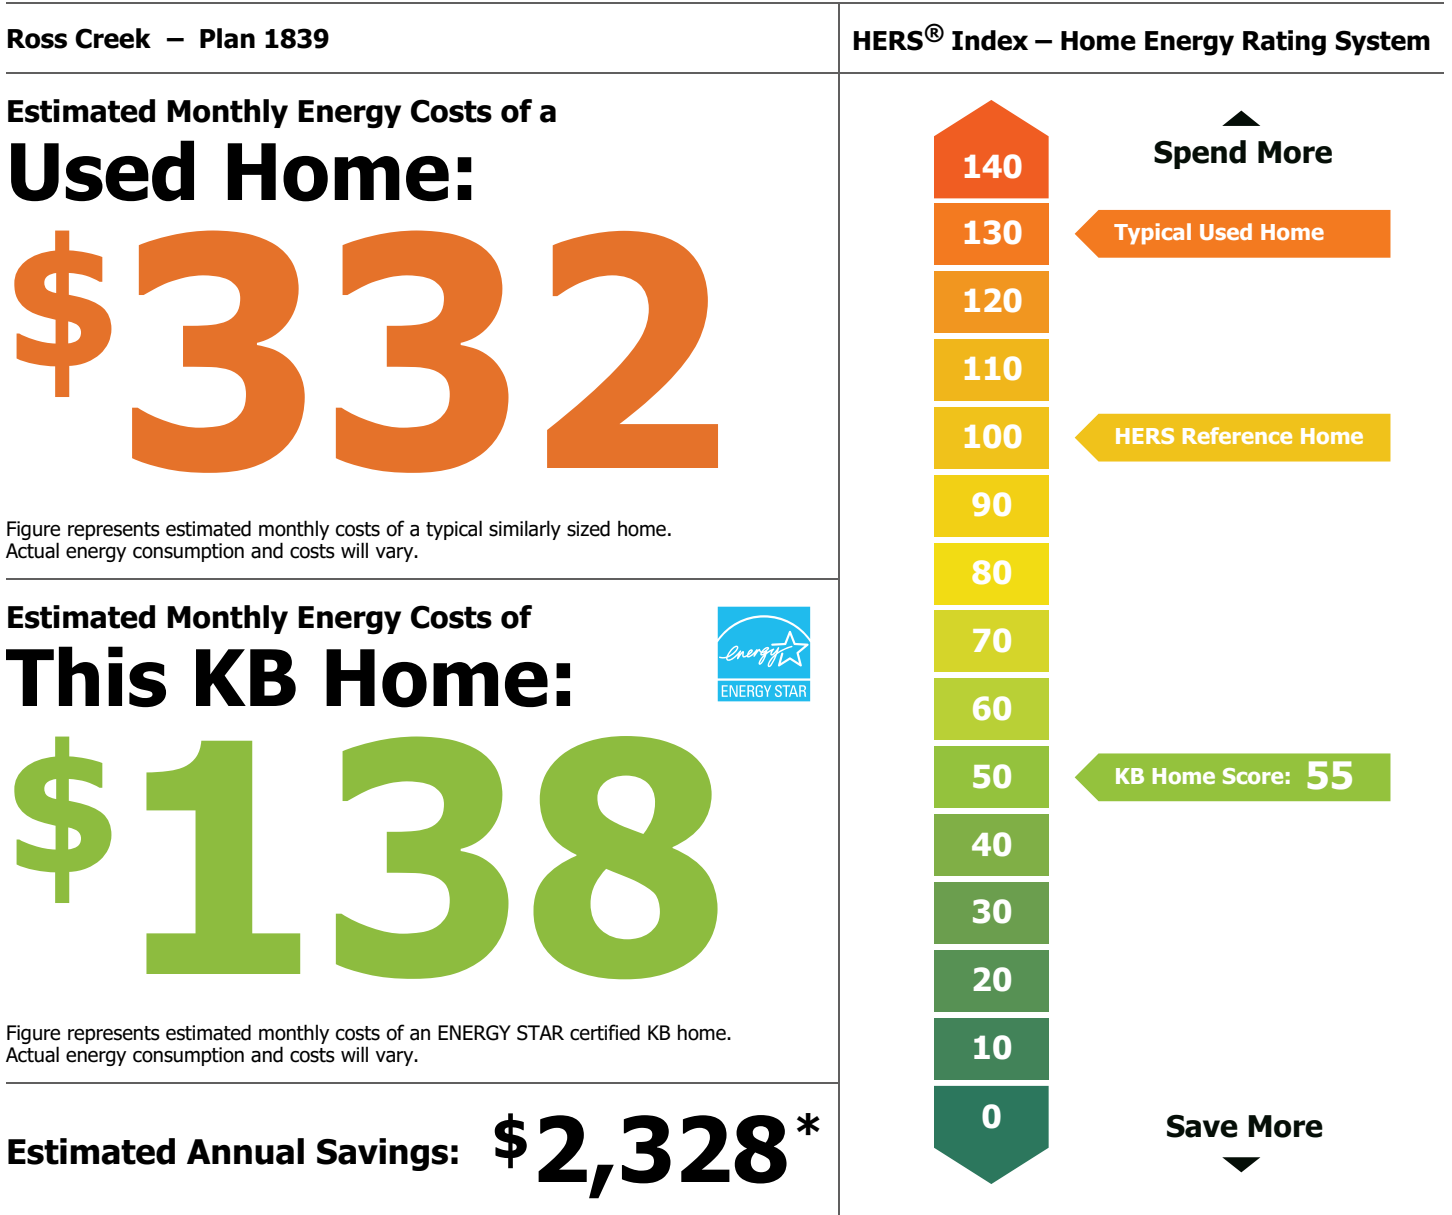 Ross Creek – Plan 1839
Estimated Monthly Energy Costs of a
Used Home:
$332
Figure represents estimated monthly costs of a typical similarly sized home.
Actual energy consumption and costs will vary.
Estimated Monthly Energy Costs of
This KB Home:
energy
ENERGY STAR
$138
Figure represents estimated monthly costs of an ENERGY STAR certified KB home.
Actual energy consumption and costs will vary.
Estimated Annual Savings: $2,328*
HERS® Index – Home Energy Rating System
Spend More
140
130 Typical Used Home
120
110
100 HERS Reference Home
90
80
70
60
50 KB Home Score: 55
40
30
20
10
0
Save More